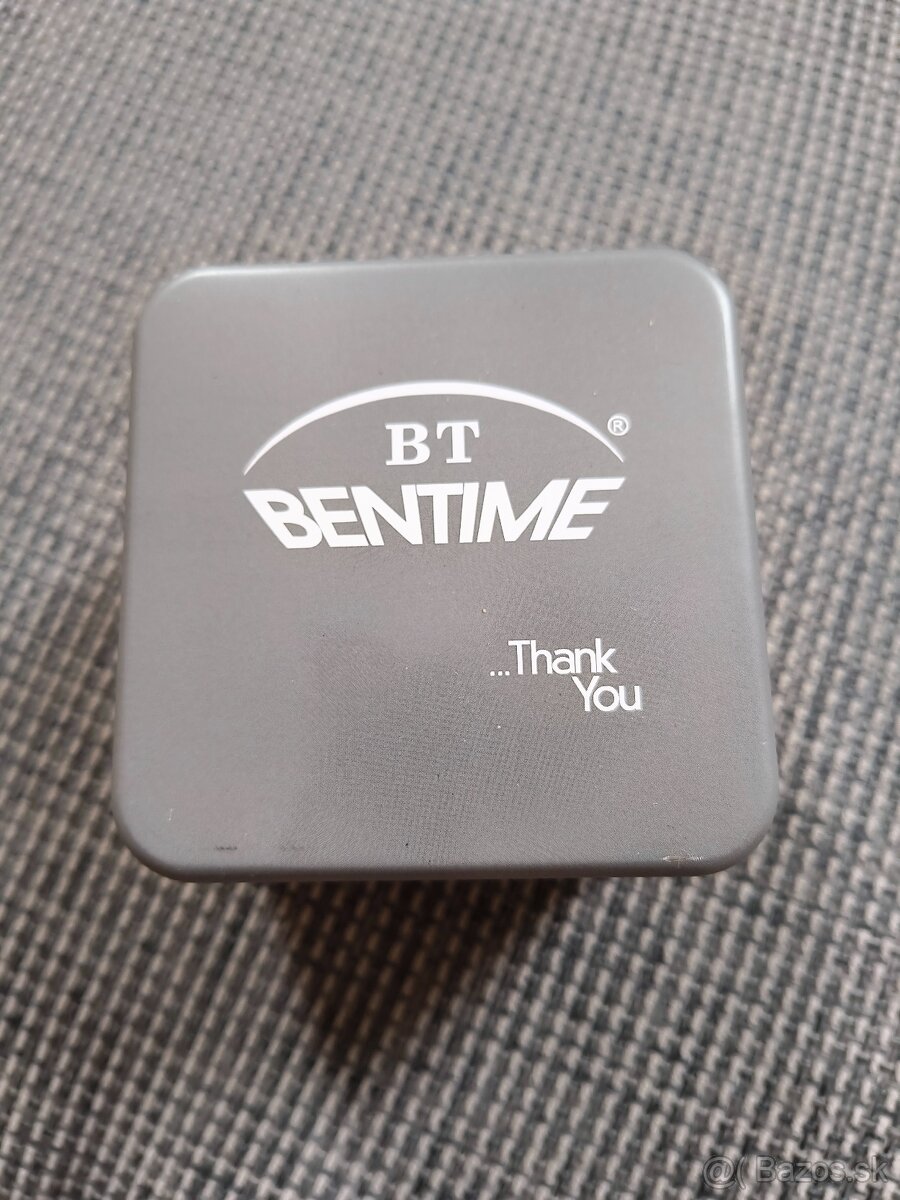 BT ®
BENTIME
...Thank
You
@( Bazos.sk